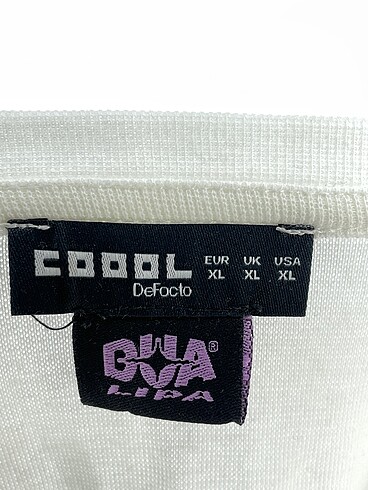 COOOL
DeFacto
EUR UK USA
XL XL XL
DUA®
LIPA